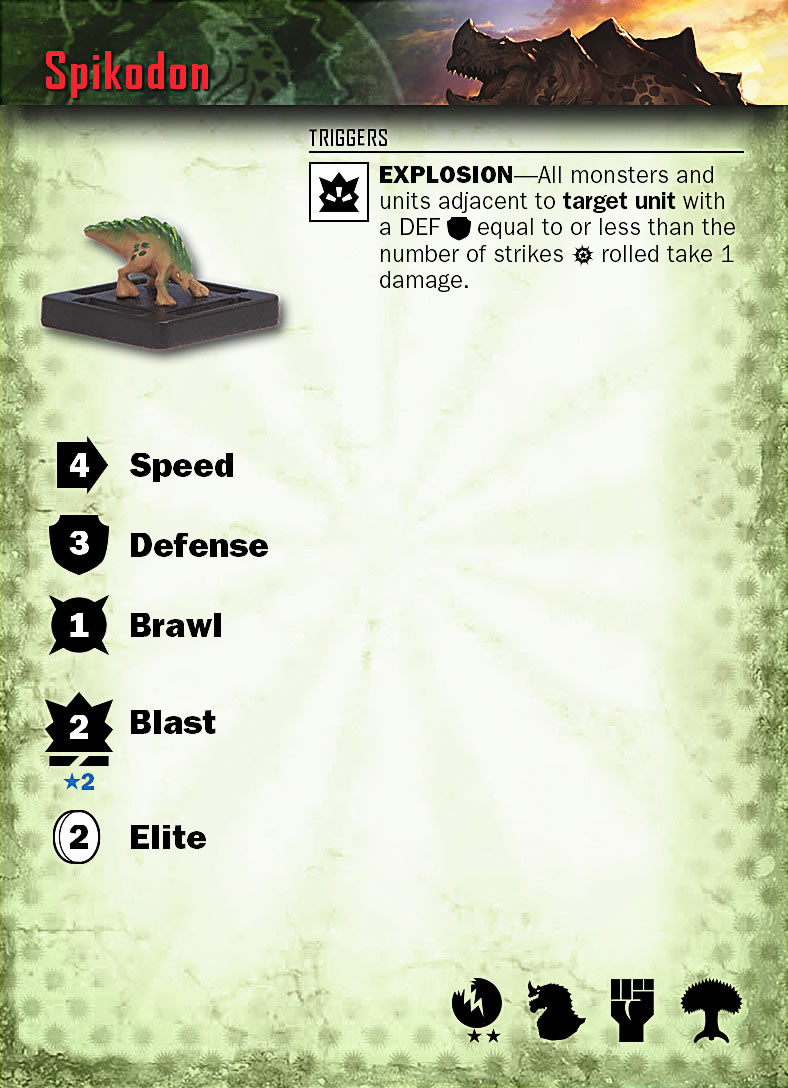 Spikodon
TRIGGERS
EXPLOSION—All monsters and
units adjacent to target unit with
a DEF equal to or less than the
number of strikes rolled take 1
damage.
4 Speed
3 Defense
1 Brawl
2 Blast
★2
2 Elite
★★